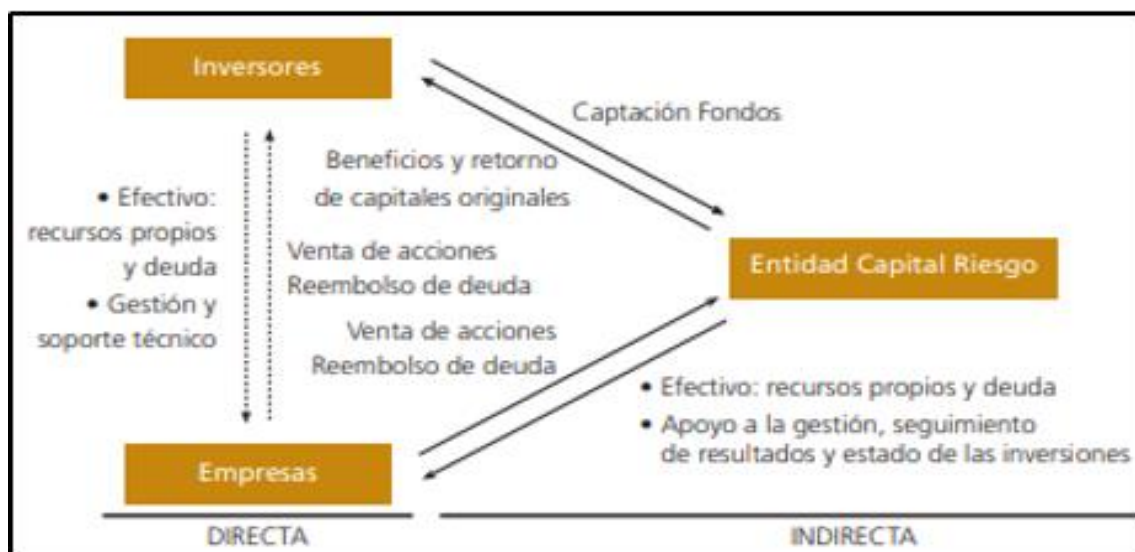 Inversores
Captación Fondos
Beneficios y retorno
de capitales originales
• Efectivo:
recursos propios
y deuda
• Gestión y
soporte técnico
Venta de acciones
Reembolso de deuda
Entidad Capital Riesgo
Venta de acciones
Reembolso de deuda
• Efectivo: recursos propios y deuda
• Apoyo a la gestión, seguimiento
de resultados y estado de las inversiones
Empresas
DIRECTA
INDIRECTA